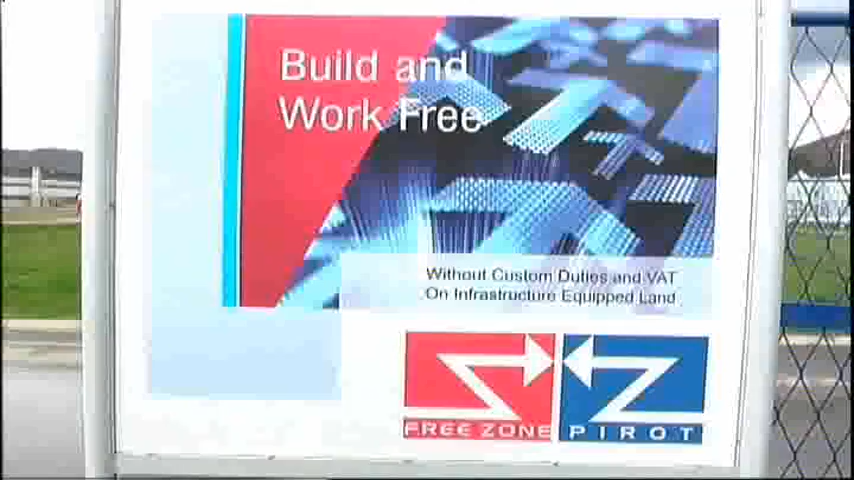 Build and
Work Free
Without Custom Duties and VAT
On Infrastructure Equipped Land
FREE ZONE PIROT